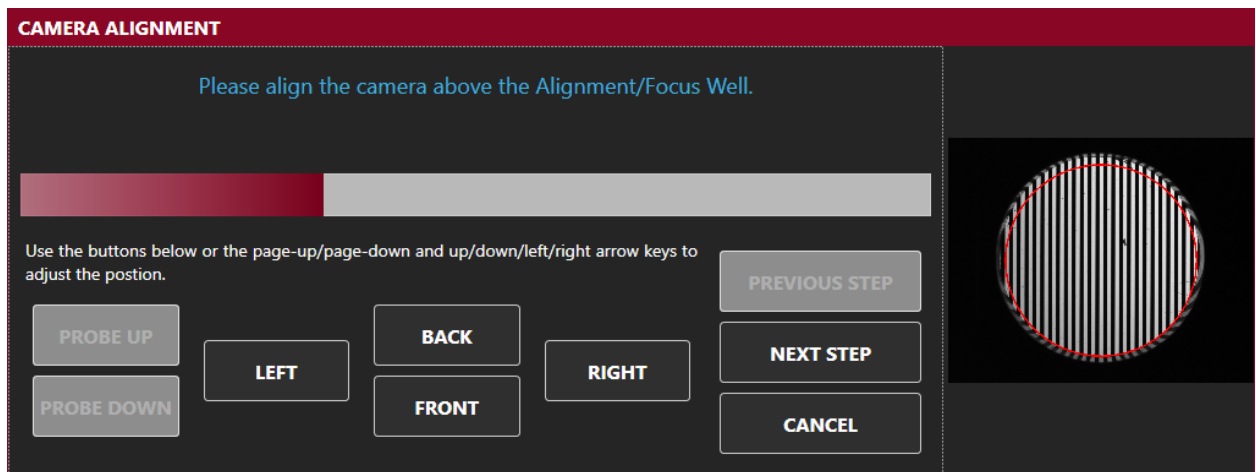 CAMERA ALIGNMENT
Please align the camera above the Alignment/Focus Well.
Use the buttons below or the page-up/page-down and up/down/left/right arrow keys to
adjust the postion.
PREVIOUS STEP
PROBE UP
BACK
LEFT
RIGHT
NEXT STEP
PROBE DOWN
FRONT
CANCEL